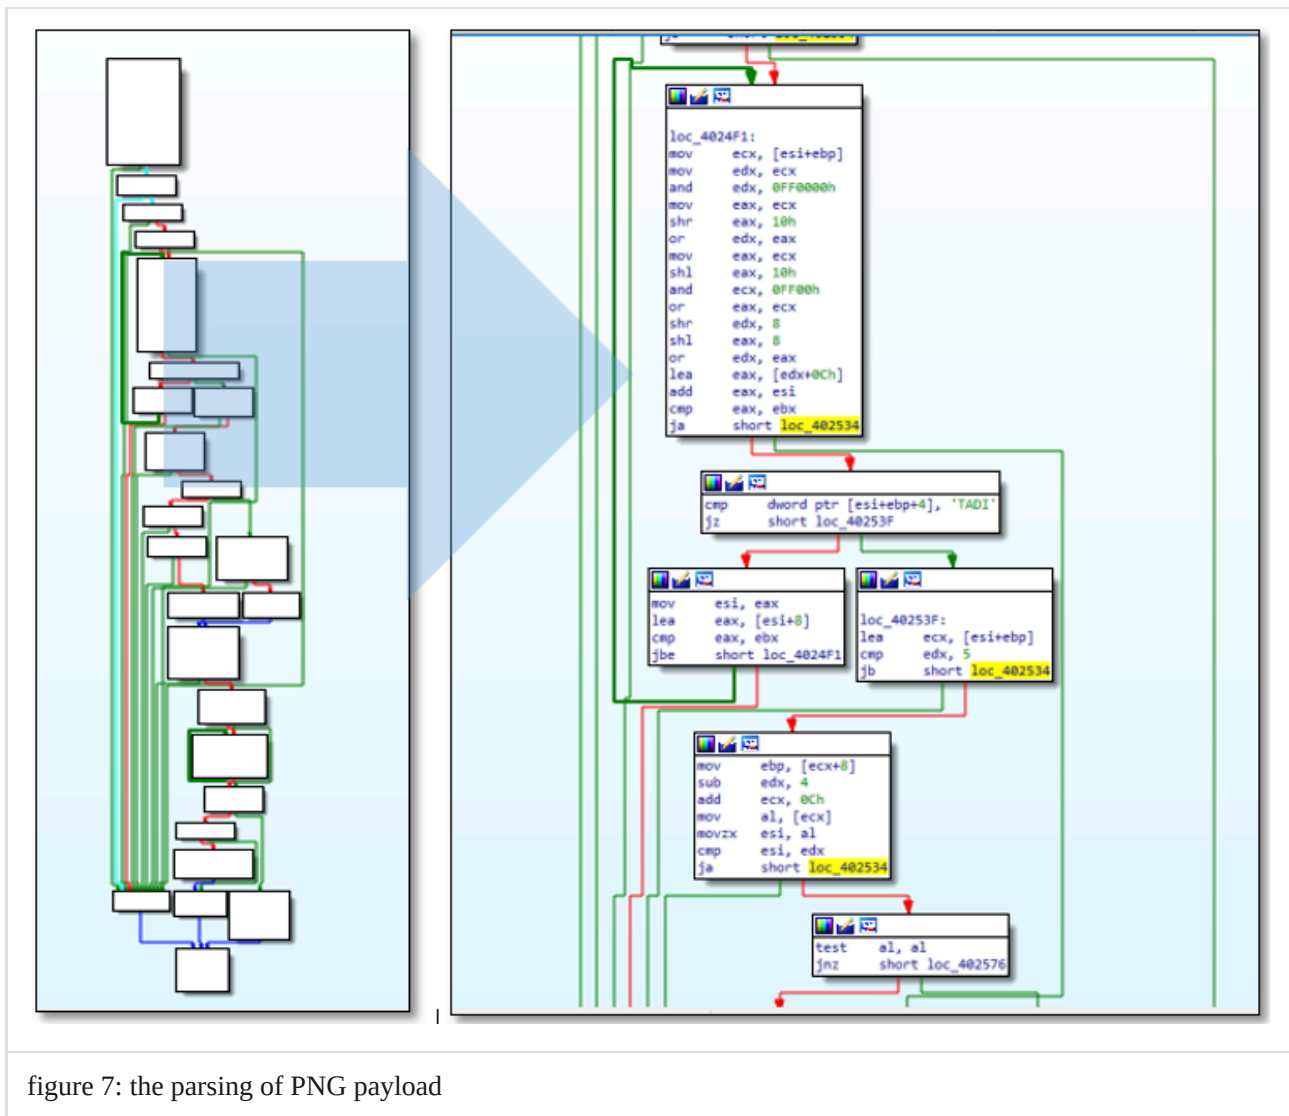 loc_4024F1:
mov ecx, [esi+ebp]
mov edx, ecx
and edx, 0FF0000h
mov eax, ecx
shr eax, 10h
or edx, eax
mov eax, ecx
shl eax, 10h
and ecx, 0FF00h
or eax, ecx
shr edx, 8
shl eax, 8
or edx, eax
lea eax, [edx+0Ch]
add eax, esi
cmp eax, ebx
ja short loc_402534
cmp dword ptr [esi+ebp+4], 'TADI'
jz short loc_40253F
mov esi, eax
lea eax, [esi+8]
cmp eax, ebx
jbe short loc_4024F1
loc_40253F:
lea ecx, [esi+ebp]
cmp edx, 5
jb short loc_402534
mov ebp, [ecx+8]
sub edx, 4
add ecx, 0Ch
mov al, [ecx]
movzx esi, al
cmp esi, edx
ja short loc_402534
test al, al
jnz short loc_402576
figure 7: the parsing of PNG payload